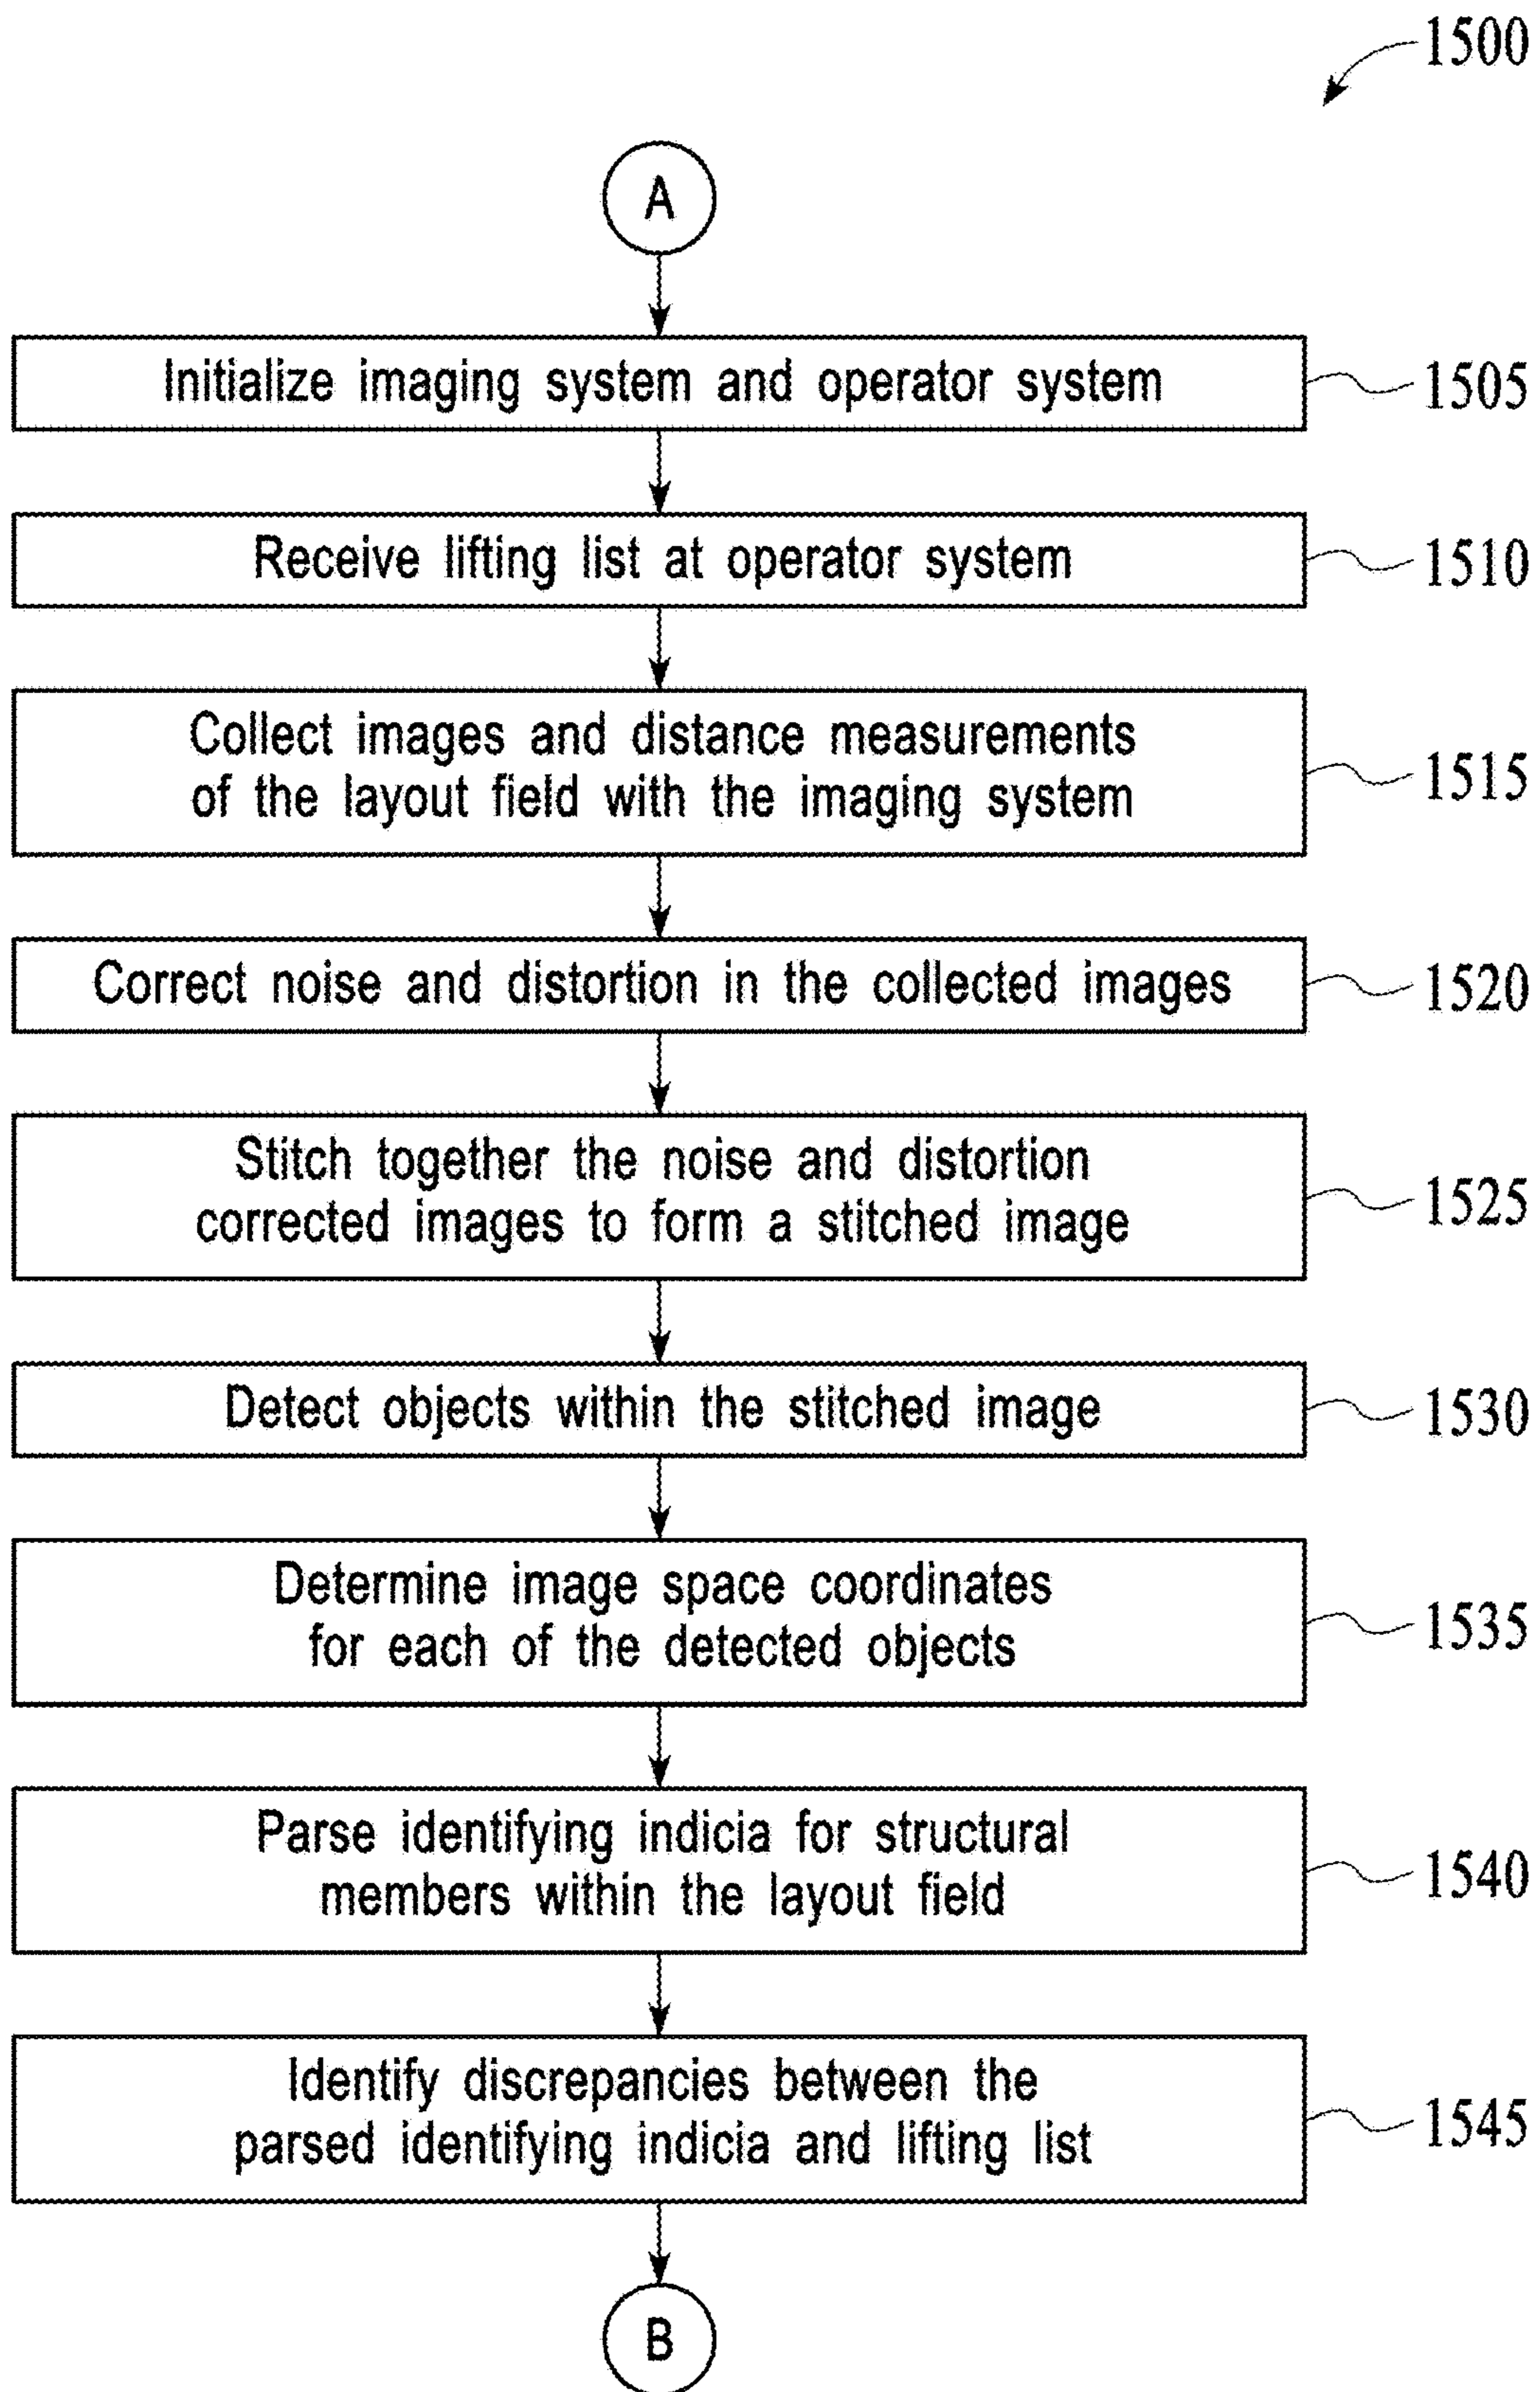 1500
A
Initialize imaging system and operator system
1505
Receive lifting list at operator system
1510
Collect images and distance measurements
of the layout field with the imaging system
1515
Correct noise and distortion in the collected images
1520
Stitch together the noise and distortion
corrected images to form a stitched image
1525
Detect objects within the stitched image
1530
Determine image space coordinates
for each of the detected objects
1535
Parse identifying indicia for structural
members within the layout field
1540
Identify discrepancies between the
parsed identifying indicia and lifting list
1545
B